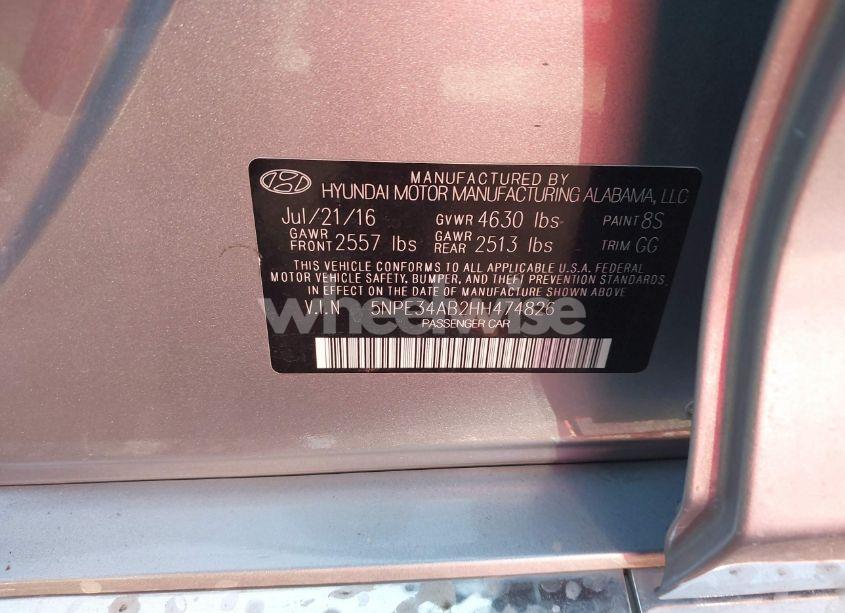 MANUFACTURED BY
HYUNDAI MOTOR MANUFACTURING ALABAMA, LLC
Jul/21/16 GVWR 4630 lbs PAINT 8S
GAWR FRONT 2557 lbs GAWR REAR 2513 lbs TRIM GG
THIS VEHICLE CONFORMS TO ALL APPLICABLE U.S.A. FEDERAL
MOTOR VEHICLE SAFETY, BUMPER, AND THEFT PREVENTION STANDARDS
IN EFFECT ON THE DATE OF MANUFACTURE SHOWN ABOVE.
V.I.N 5NPE34AB2HH474826
wheelwise
PASSENGER CAR